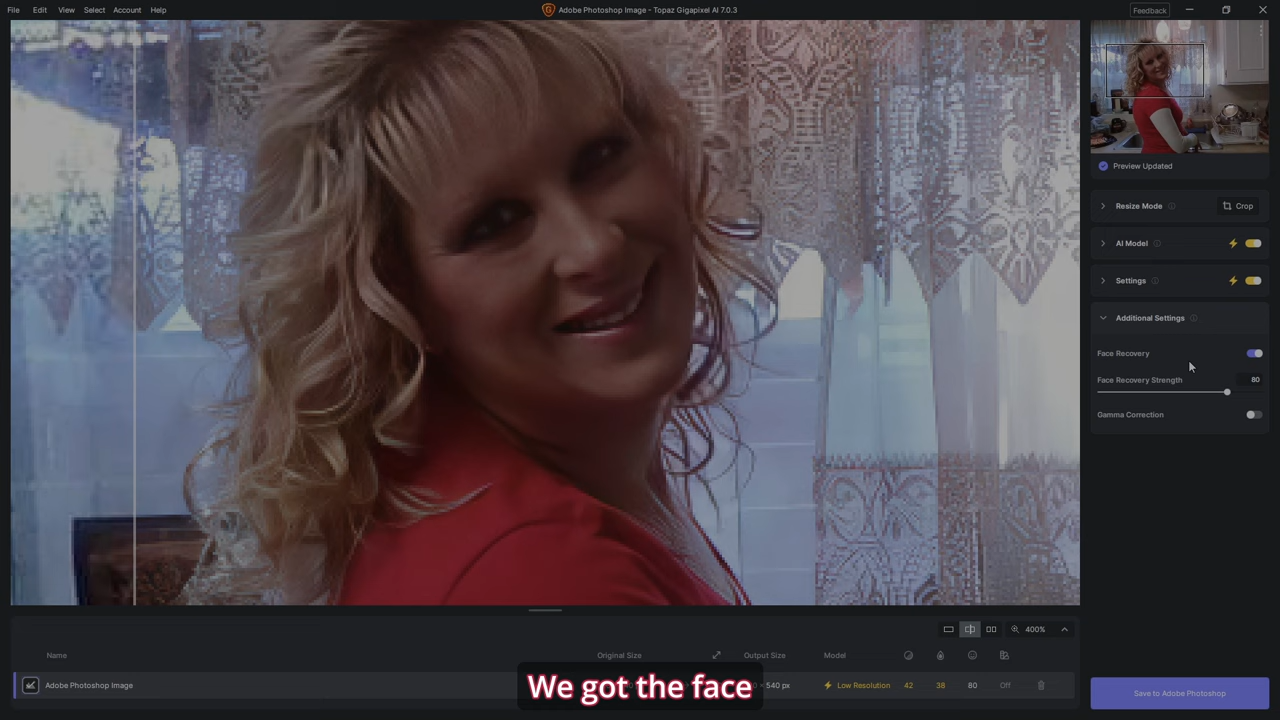 File Edit View Select Account Help
Adobe Photoshop Image - Topaz Gigapixel AI 7.0.3
Feedback
Preview Updated
Resize Mode Crop
AI Model
Settings
Additional Settings
Face Recovery
Face Recovery Strength 80
Gamma Correction
400%
Name Original Size Output Size Model
Adobe Photoshop Image × 540 px Low Resolution 42 38 80 Off
We got the face
Save to Adobe Photoshop